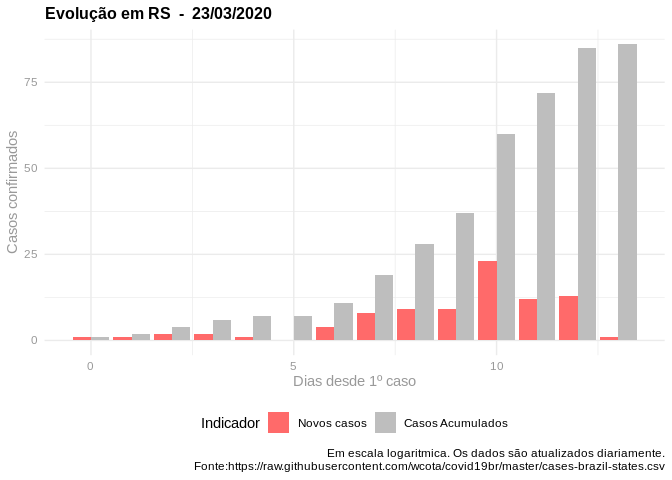 Evolução em RS  -  23/03/2020
Casos confirmados
75
50
25
0
0
5
10
Dias desde 1º caso
Indicador
Novos casos
Casos Acumulados
Em escala logaritmica. Os dados são atualizados diariamente.
Fonte:https://raw.githubusercontent.com/wcota/covid19br/master/cases-brazil-states.csv